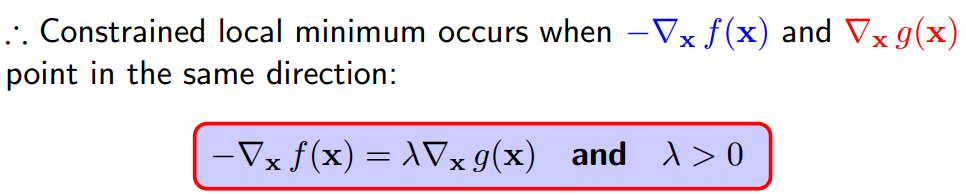 ∴ Constrained local minimum occurs when −∇ₓ f(𝐱) and ∇ₓ g(𝐱)
point in the same direction:
−∇ₓ f(𝐱) = λ∇ₓ g(𝐱) and λ > 0